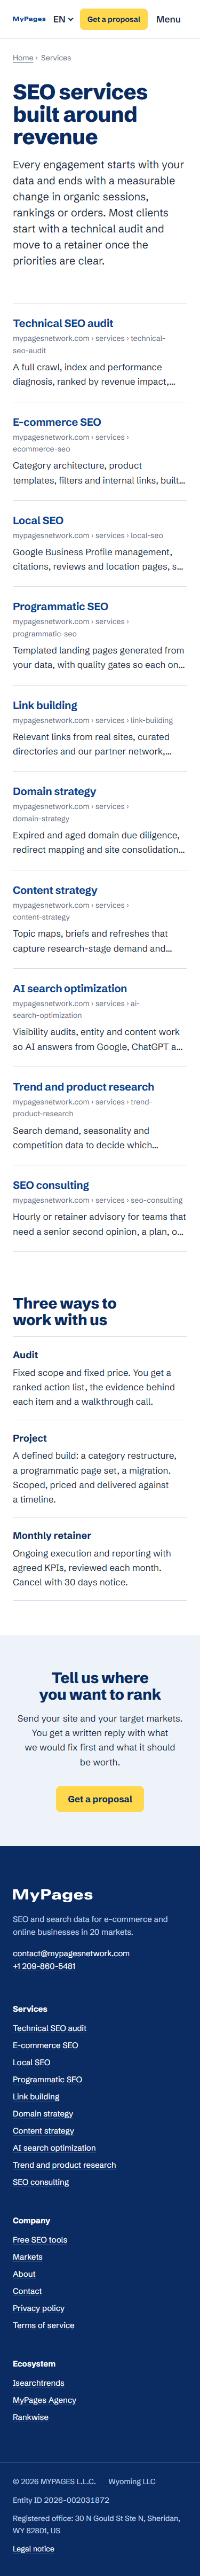 MyPages EN Get a proposal Menu
Home › Services
SEO services
built around
revenue
Every engagement starts with your
data and ends with a measurable
change in organic sessions,
rankings or orders. Most clients
start with a technical audit and
move to a retainer once the
priorities are clear.
Technical SEO audit
mypagesnetwork.com › services › technical-
seo-audit
A full crawl, index and performance
diagnosis, ranked by revenue impact,...
E-commerce SEO
mypagesnetwork.com › services ›
ecommerce-seo
Category architecture, product
templates, filters and internal links, built...
Local SEO
mypagesnetwork.com › services › local-seo
Google Business Profile management,
citations, reviews and location pages, s...
Programmatic SEO
mypagesnetwork.com › services ›
programmatic-seo
Templated landing pages generated from
your data, with quality gates so each on...
Link building
mypagesnetwork.com › services › link-building
Relevant links from real sites, curated
directories and our partner network,...
Domain strategy
mypagesnetwork.com › services ›
domain-strategy
Expired and aged domain due diligence,
redirect mapping and site consolidation...
Content strategy
mypagesnetwork.com › services ›
content-strategy
Topic maps, briefs and refreshes that
capture research-stage demand and...
AI search optimization
mypagesnetwork.com › services › ai-
search-optimization
Visibility audits, entity and content work
so AI answers from Google, ChatGPT a...
Trend and product research
mypagesnetwork.com › services › trend-
product-research
Search demand, seasonality and
competition data to decide which...
SEO consulting
mypagesnetwork.com › services › seo-consulting
Hourly or retainer advisory for teams that
need a senior second opinion, a plan, o...
Three ways to
work with us
Audit
Fixed scope and fixed price. You get a
ranked action list, the evidence behind
each item and a walkthrough call.
Project
A defined build: a category restructure,
a programmatic page set, a migration.
Scoped, priced and delivered against
a timeline.
Monthly retainer
Ongoing execution and reporting with
agreed KPIs, reviewed each month.
Cancel with 30 days notice.
Tell us where
you want to rank
Send your site and your target markets.
You get a written reply with what
we would fix first and what it should
be worth.
Get a proposal
MyPages
SEO and search data for e-commerce and
online businesses in 20 markets.
contact@mypagesnetwork.com
+1 209-860-5481
Services
Technical SEO audit
E-commerce SEO
Local SEO
Programmatic SEO
Link building
Domain strategy
Content strategy
AI search optimization
Trend and product research
SEO consulting
Company
Free SEO tools
Markets
About
Contact
Privacy policy
Terms of service
Ecosystem
Isearchtrends
MyPages Agency
Rankwise
© 2026 MYPAGES L.L.C. Wyoming LLC
Entity ID 2026-002031872
Registered office: 30 N Gould St Ste N, Sheridan,
WY 82801, US
Legal notice